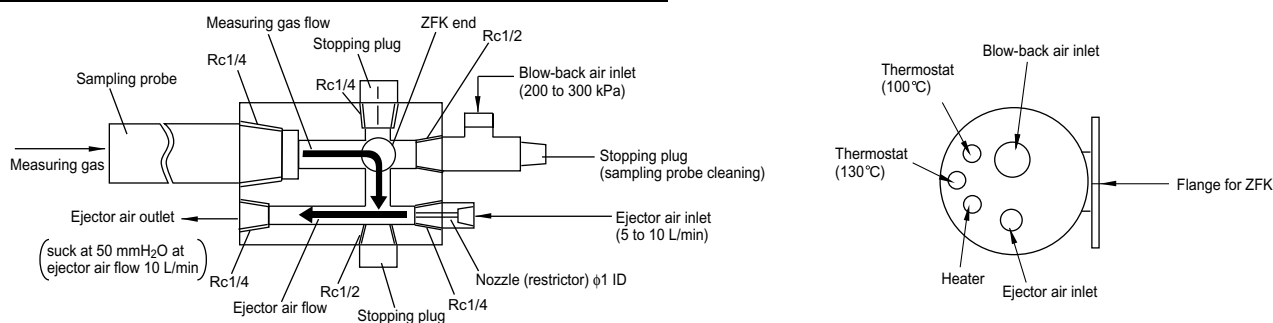 Measuring gas flow
ZFK end
Rc1/2
Stopping plug
Rc1/4
Sampling probe
Rc1/4
Blow-back air inlet
(200 to 300 kPa)
Measuring gas
Stopping plug
(sampling probe cleaning)
Ejector air outlet
Ejector air inlet
(5 to 10 L/min)
(suck at 50 mmH₂O at
ejector air flow 10 L/min)
Rc1/4
Ejector air flow
Rc1/2
Stopping plug
Rc1/4
Nozzle (restrictor) ϕ1 ID
Blow-back air inlet
Thermostat
(100℃)
Thermostat
(130℃)
Flange for ZFK
Heater
Ejector air inlet